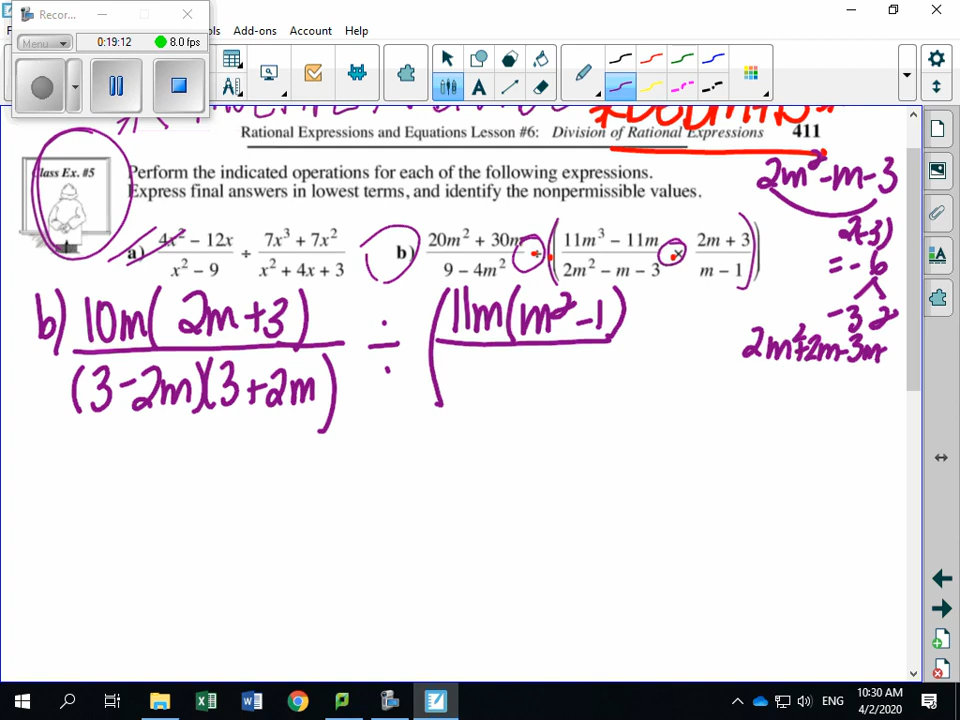 Recor...
Menu
0:19:12
8.0 fps
ols Add-ons Account Help
Rational Expressions and Equations Lesson #6: Division of Rational Expressions 411
Class Ex. #5
Perform the indicated operations for each of the following expressions.
Express final answers in lowest terms, and identify the nonpermissible values.
a) 4x² − 12x / x² − 9 ÷ 7x³ + 7x² / x² + 4x + 3
b) 20m² + 30m / 9 − 4m² ÷ ( 11m³ − 11m / 2m² − m − 3 × 2m + 3 / m − 1 )
2m² - m - 3
2(-3)
= -6
-3 2
2m² + 2m - 3m
b) 10m( 2m + 3 ) / (3 - 2m)(3 + 2m) ÷ ( 11m(m² - 1)
ENG
10:30 AM
4/2/2020